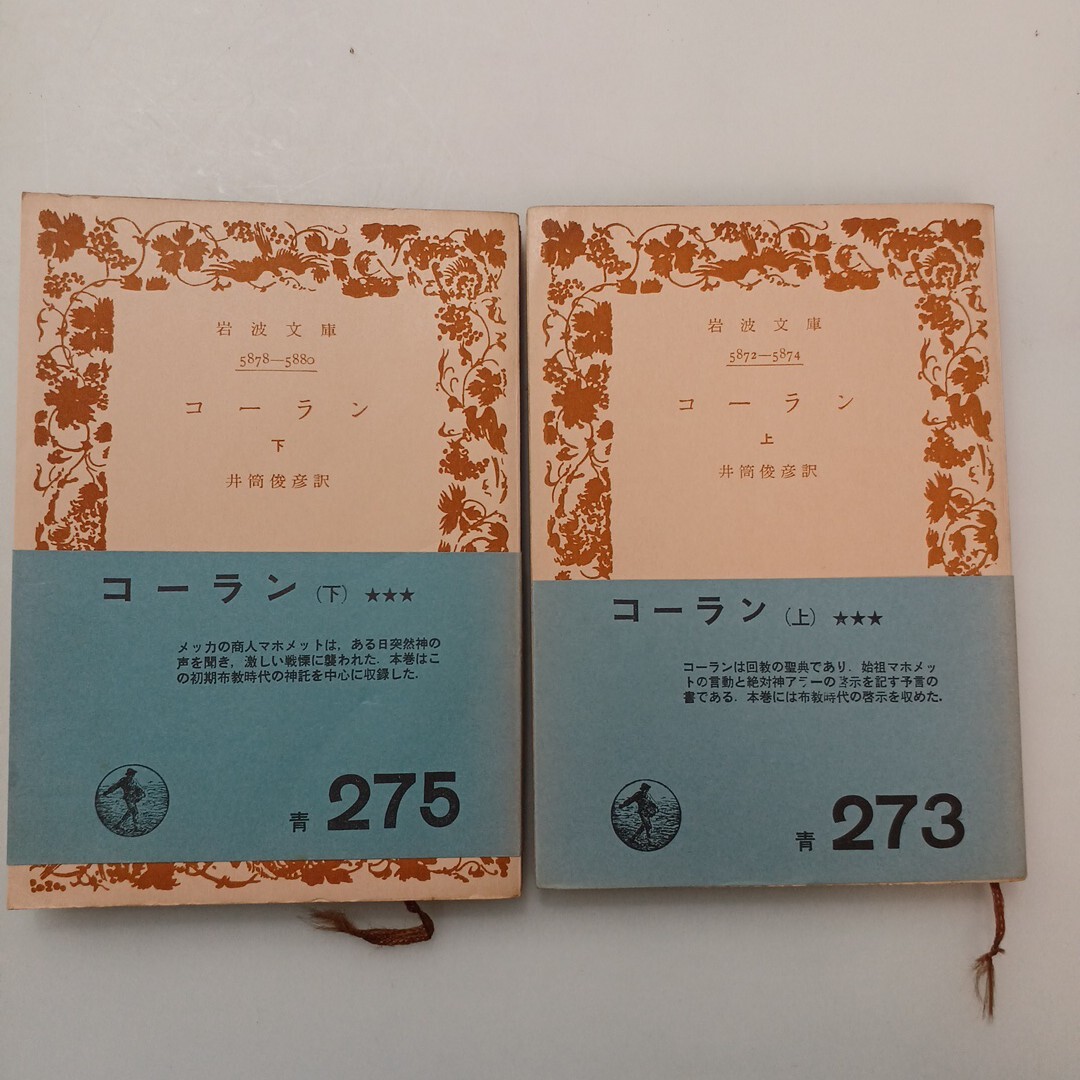 岩波文庫
5878—5880
コーラン
下
井筒俊彦訳
コーラン(下) ★★★
メッカの商人マホメットは，ある日突然神の
声を聞き，激しい戦慄に襲われた．本巻はこ
の初期布教時代の神託を中心に収録した．
青 275
岩波文庫
5872—5874
コーラン
上
井筒俊彦訳
コーラン(上) ★★★
コーランは回教の聖典であり．始祖マホメッ
トの言動と絶対神アラーの啓示を記す予言の
書である．本巻には布教時代の啓示を収めた．
青 273